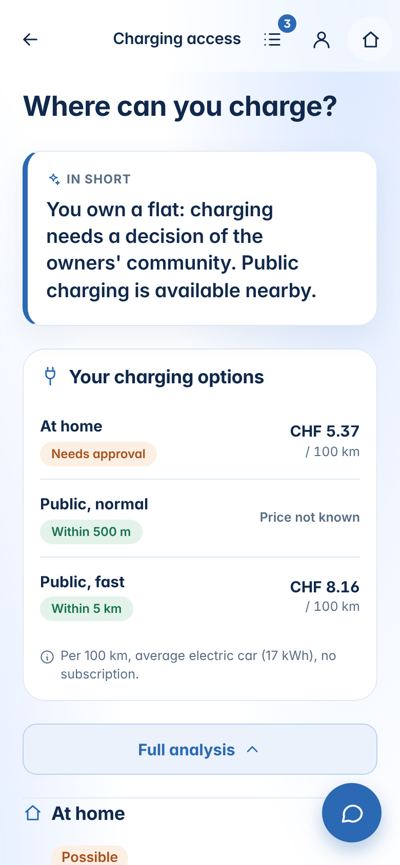 Charging access
3
Where can you charge?
IN SHORT
You own a flat: charging
needs a decision of the
owners' community. Public
charging is available nearby.
Your charging options
At home
CHF 5.37
Needs approval
/ 100 km
Public, normal
Price not known
Within 500 m
Public, fast
CHF 8.16
Within 5 km
/ 100 km
Per 100 km, average electric car (17 kWh), no
subscription.
Full analysis
At home
Possible